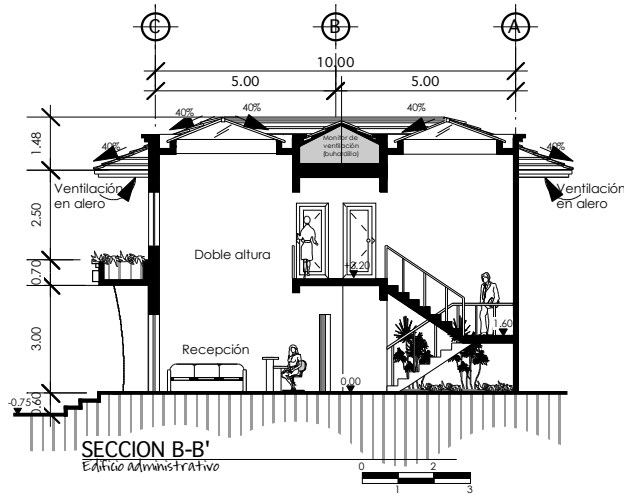 C B A
10.00
5.00 5.00
40% 40% 40%
40% 40%
Monitor de
ventilación
(buhardilla)
1.48
Ventilación
en alero
Ventilación
en alero
2.50
Doble altura
+3.20
0.70
3.00
1.60
Recepción
0.00
-0.75
0.60
SECCION B-B'
Edificio administrativo
0 2
1 3